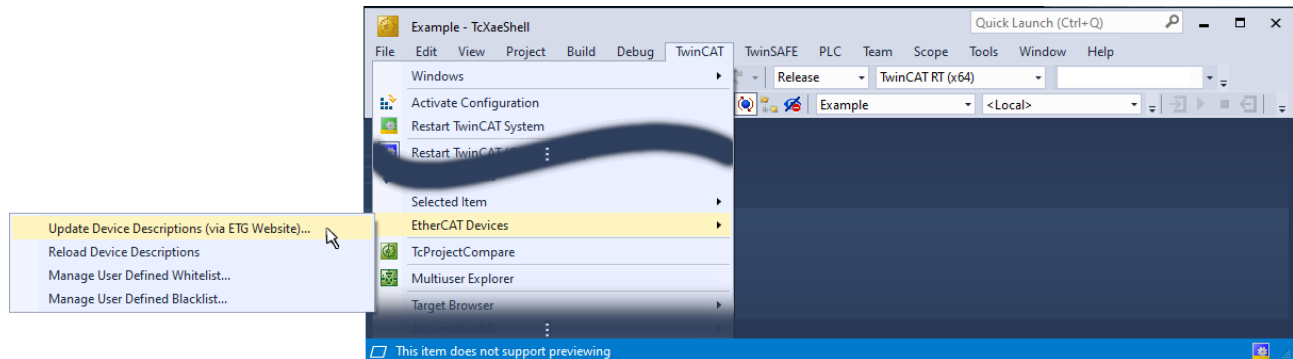 Example - TcXaeShell
Quick Launch (Ctrl+Q)
File Edit View Project Build Debug TwinCAT TwinSAFE PLC Team Scope Tools Window Help
Windows
Release
TwinCAT RT (x64)
Activate Configuration
Example
<Local>
Restart TwinCAT System
Restart TwinCAT
Selected Item
EtherCAT Devices
Update Device Descriptions (via ETG Website)...
Reload Device Descriptions
Manage User Defined Whitelist...
Manage User Defined Blacklist...
TcProjectCompare
Multiuser Explorer
Target Browser
This item does not support previewing